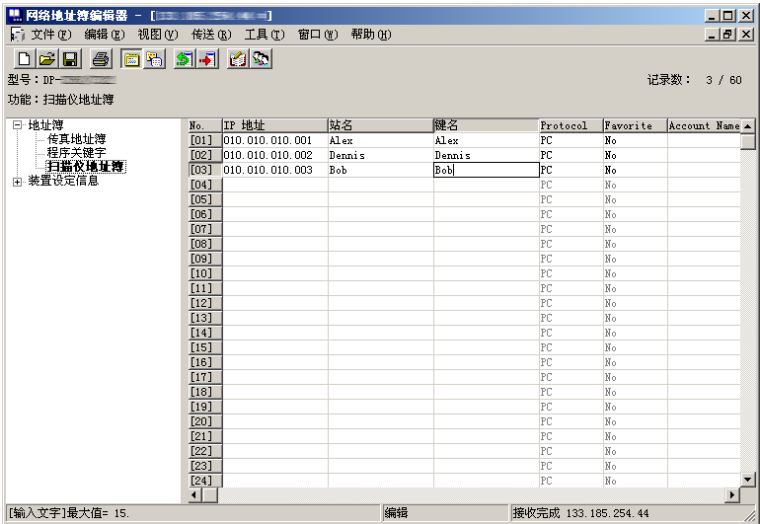 网络地址簿编辑器 - [
文件(F) 编辑(E) 视图(V) 传送(R) 工具(T) 窗口(W) 帮助(H)
型号:DP- 记录数: 3 / 60
功能:扫描仪地址簿
地址簿
传真地址簿
程序关键字
扫描仪地址簿
装置设定信息
No. IP 地址 站名 键名 Protocol Favorite Account Name
[01] 010.010.010.001 Alex Alex PC No
[02] 010.010.010.002 Dennis Dennis PC No
[03] 010.010.010.003 Bob Bob PC No
[04] PC No
[05] PC No
[06] PC No
[07] PC No
[08] PC No
[09] PC No
[10] PC No
[11] PC No
[12] PC No
[13] PC No
[14] PC No
[15] PC No
[16] PC No
[17] PC No
[18] PC No
[19] PC No
[20] PC No
[21] PC No
[22] PC No
[23] PC No
[24] PC No
[输入文字]最大值= 15. 编辑 接收完成 133.185.254.44